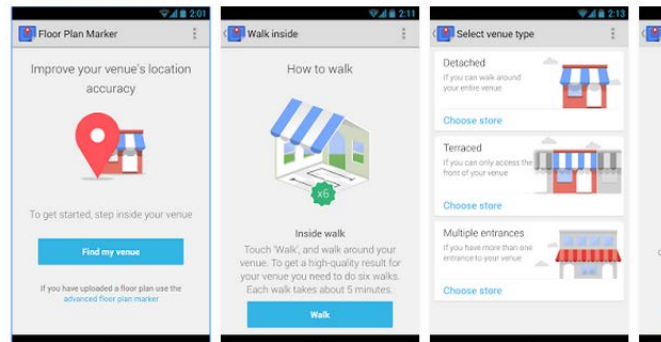 2:01
Floor Plan Marker
Improve your venue's location
accuracy
To get started, step inside your venue
Find my venue
If you have uploaded a floor plan use the
advanced floor plan marker
2:11
Walk inside
How to walk
x6
Inside walk
Touch 'Walk', and walk around your
venue. To get a high-quality result for
your venue you need to do six walks.
Each walk takes about 5 minutes.
Walk
2:13
Select venue type
Detached
If you can walk around
your entire venue
Choose store
Terraced
If you can only access the
front of your venue
Choose store
Multiple entrances
If you have more than one
entrance to your venue
Choose store